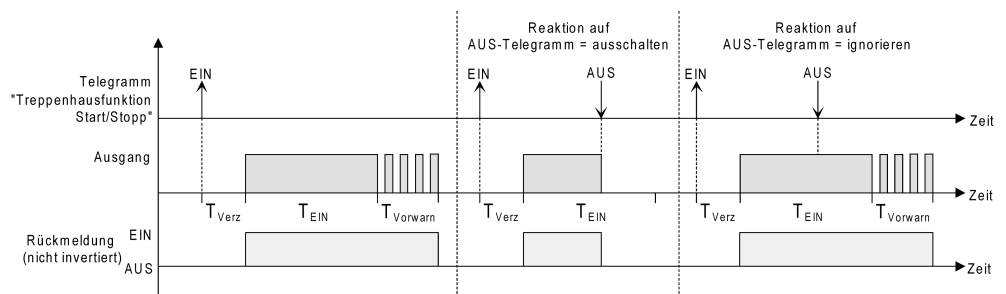 Reaktion auf
AUS-Telegramm = ausschalten
Reaktion auf
AUS-Telegramm = ignorieren
EIN
EIN
AUS
EIN
AUS
Telegramm
"Treppenhausfunktion
Start/Stopp"
Zeit
Ausgang
Zeit
T Verz
T EIN
T Vorwarn
T Verz
T EIN
T Verz
T EIN
T Vorwarn
Rückmeldung
(nicht invertiert)
EIN
AUS
Zeit